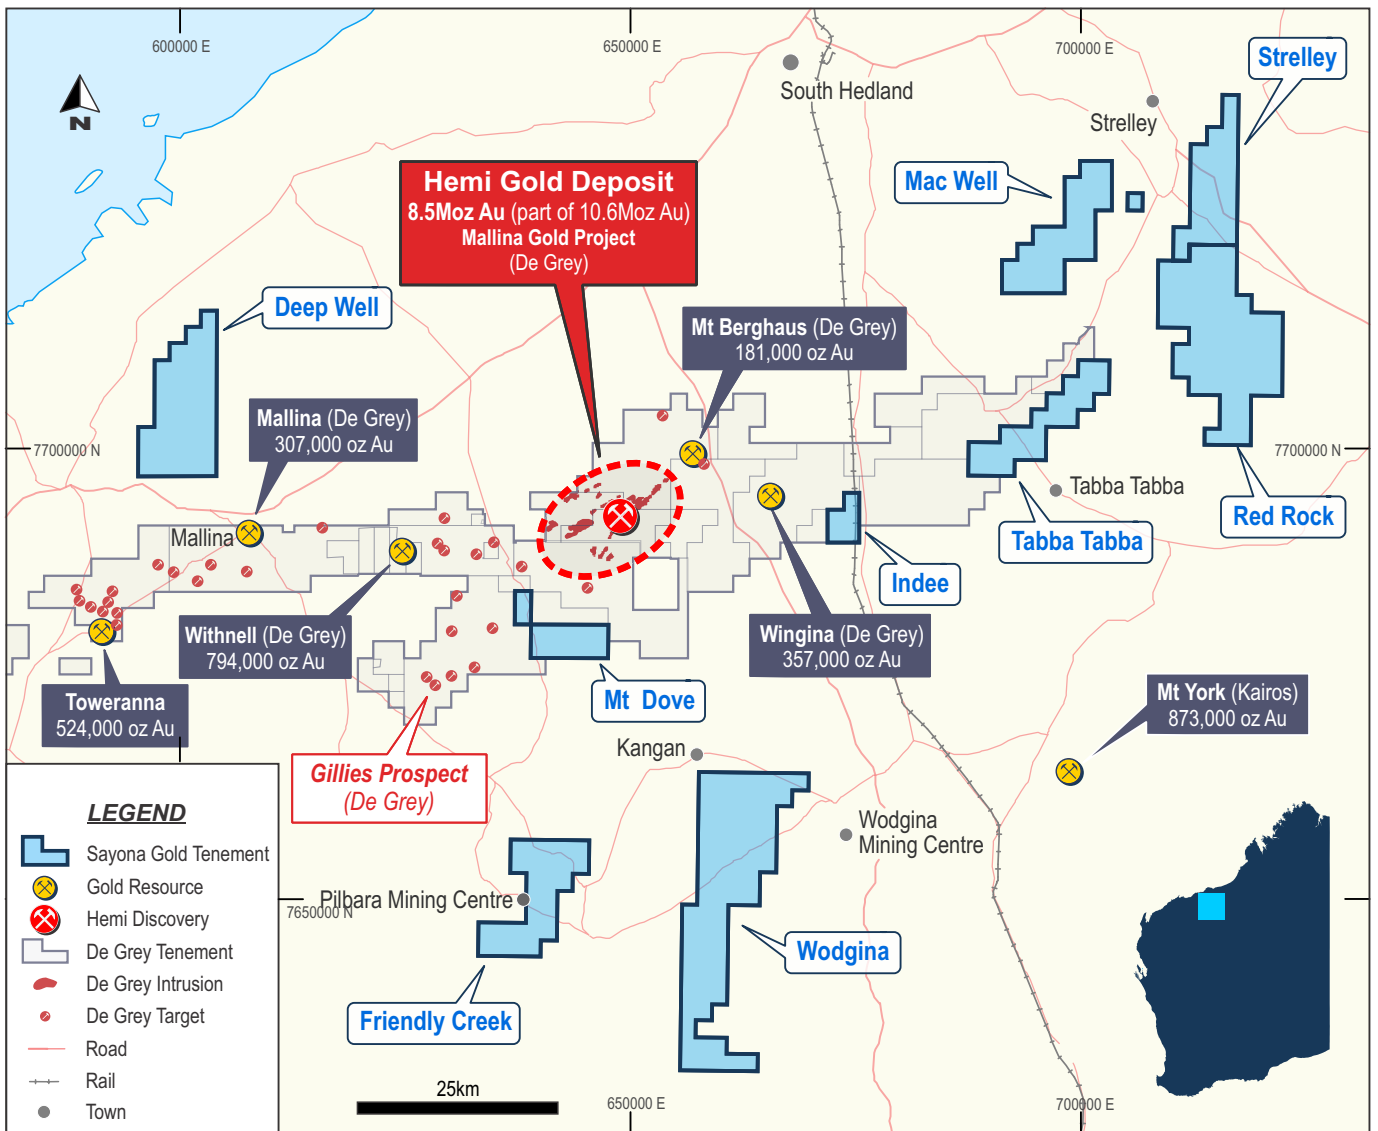 600000 E
650000 E
700000 E
Strelley
South Hedland
Strelley
N
Hemi Gold Deposit
8.5Moz Au (part of 10.6Moz Au)
Mallina Gold Project
(De Grey)
Mac Well
Deep Well
Mt Berghaus (De Grey)
181,000 oz Au
Mallina (De Grey)
307,000 oz Au
7700000 N
7700000 N
Tabba Tabba
Red Rock
Mallina
Tabba Tabba
Indee
Withnell (De Grey)
794,000 oz Au
Wingina (De Grey)
357,000 oz Au
Toweranna
524,000 oz Au
Mt Dove
Mt York (Kairos)
873,000 oz Au
Kangan
Gillies Prospect
(De Grey)
Wodgina
Mining Centre
Pilbara Mining Centre
7650000 N
Wodgina
Friendly Creek
LEGEND
Sayona Gold Tenement
Gold Resource
Hemi Discovery
De Grey Tenement
De Grey Intrusion
De Grey Target
Road
Rail
Town
25km
650000 E
700000 E